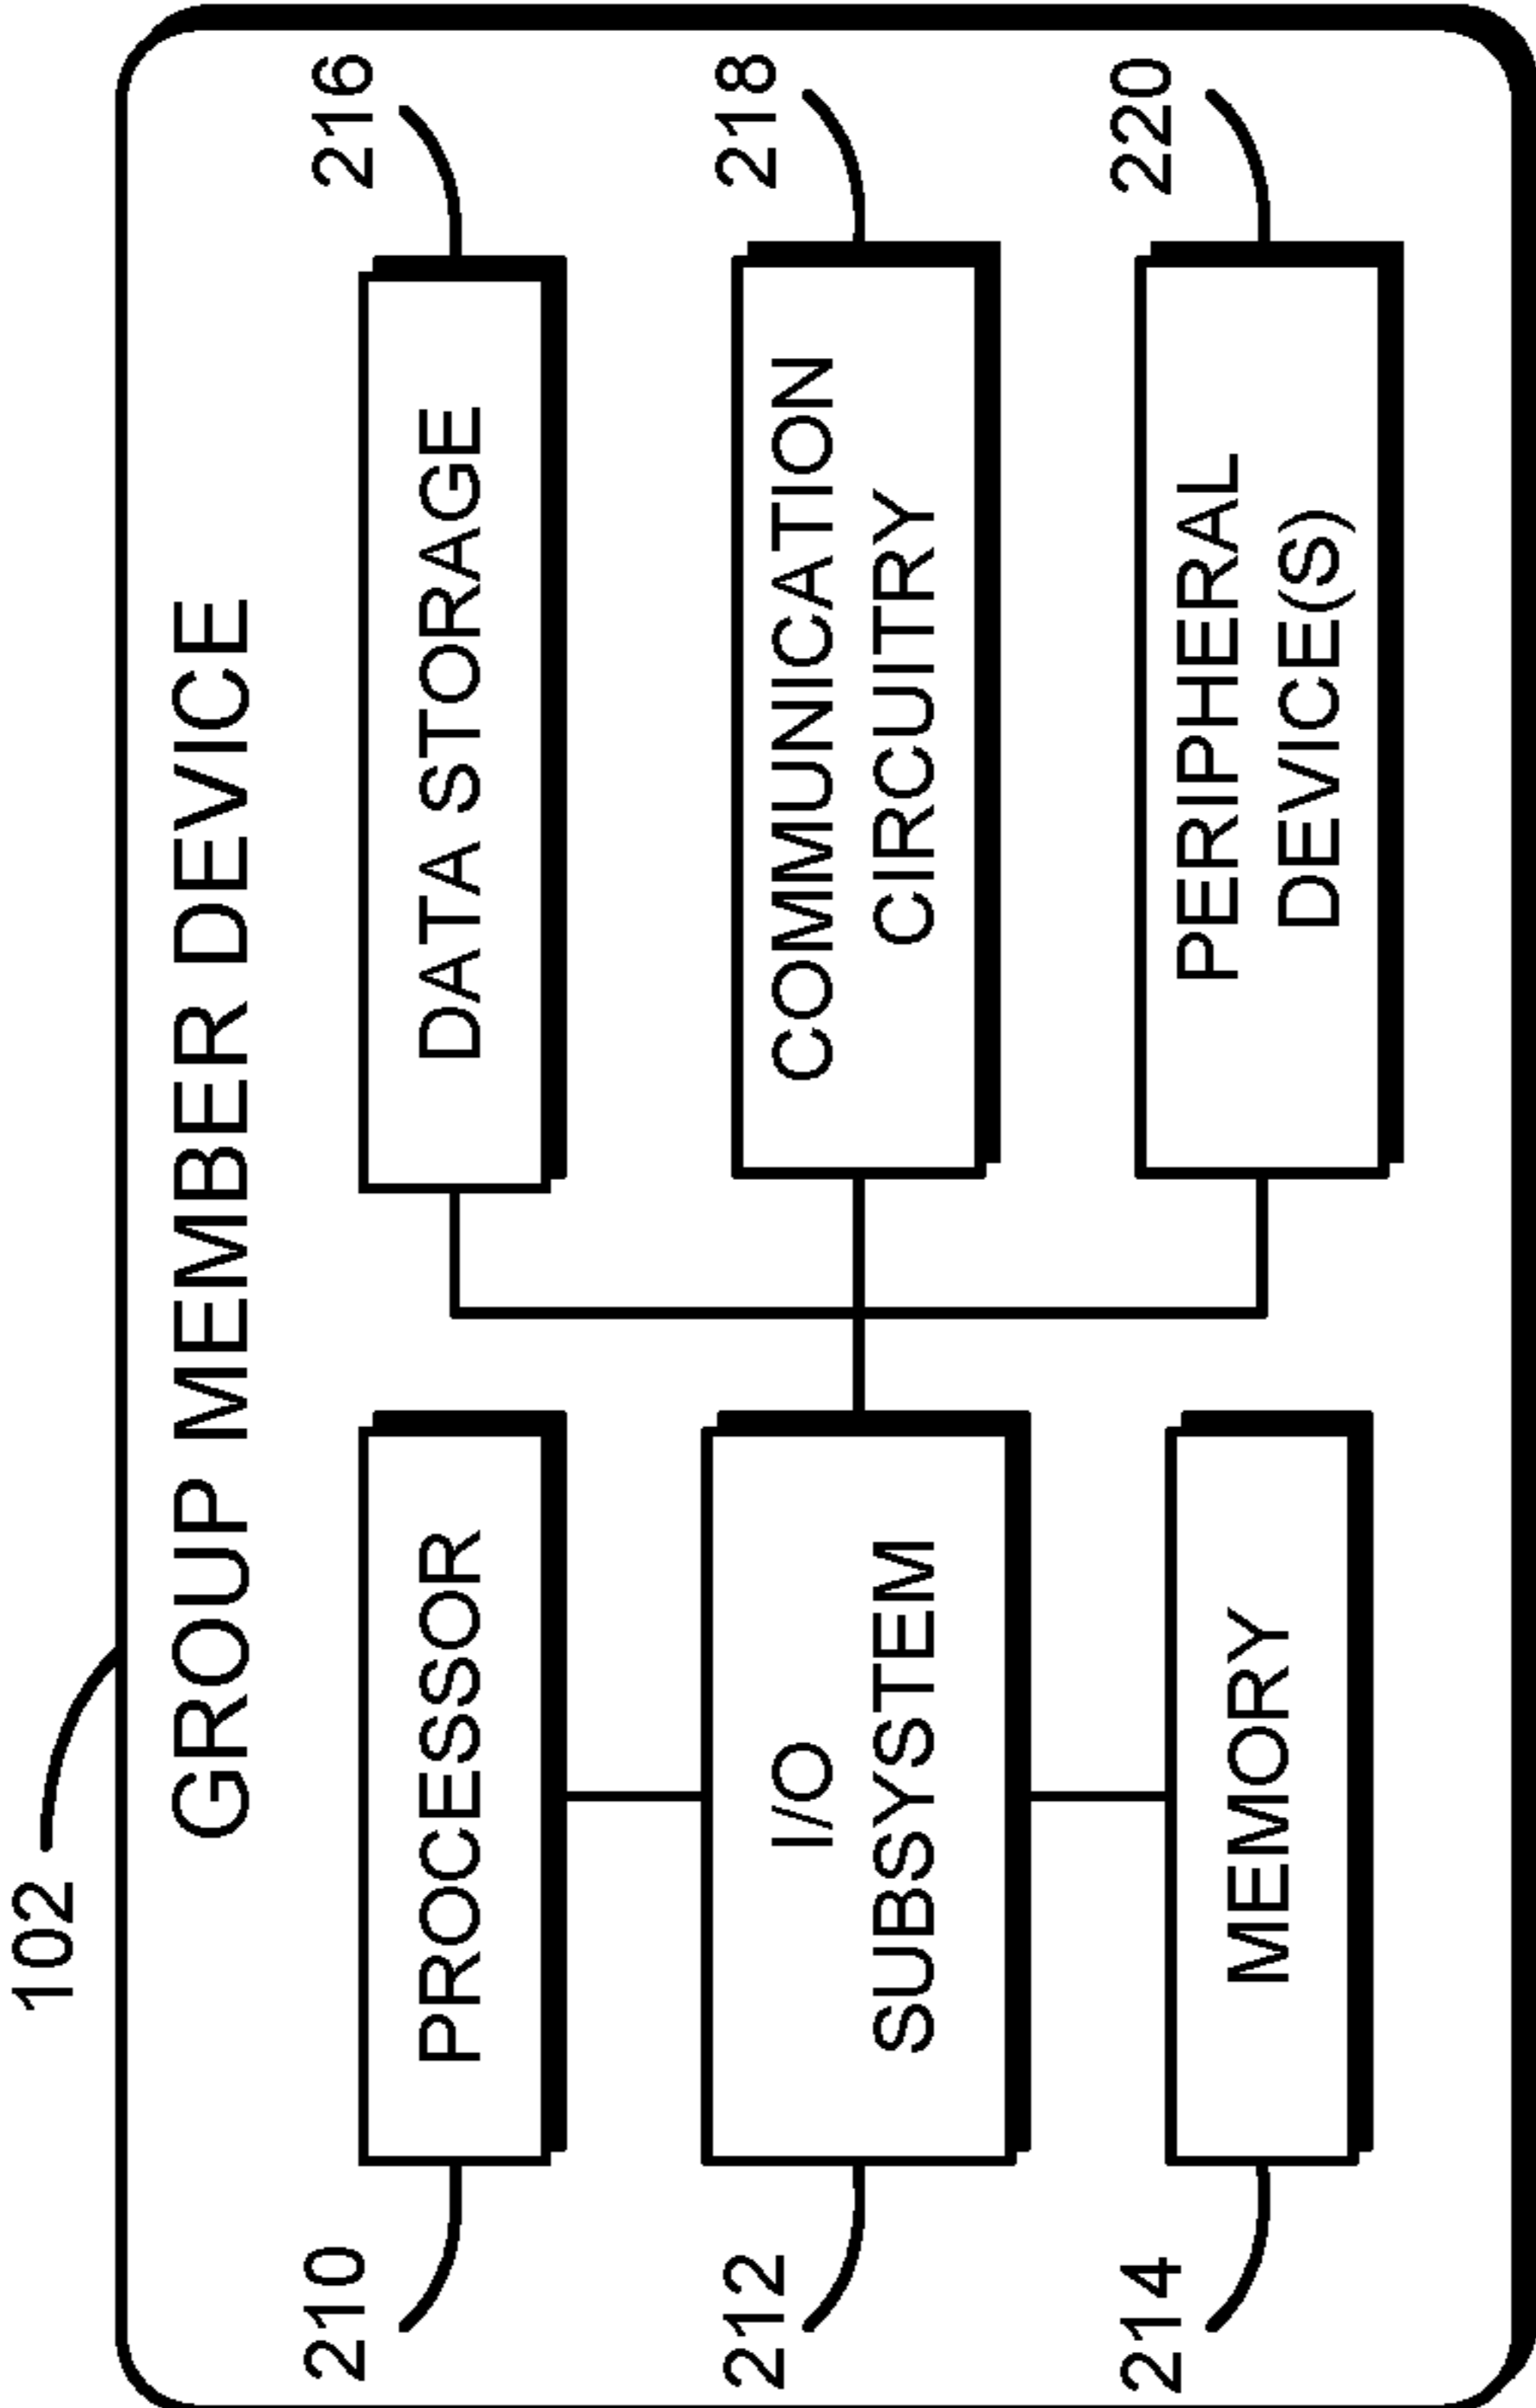 102
GROUP MEMBER DEVICE
210
PROCESSOR
DATA STORAGE
216
212
I/O
SUBSYSTEM
COMMUNICATION
CIRCUITRY
218
214
MEMORY
PERIPHERAL
DEVICE(S)
220